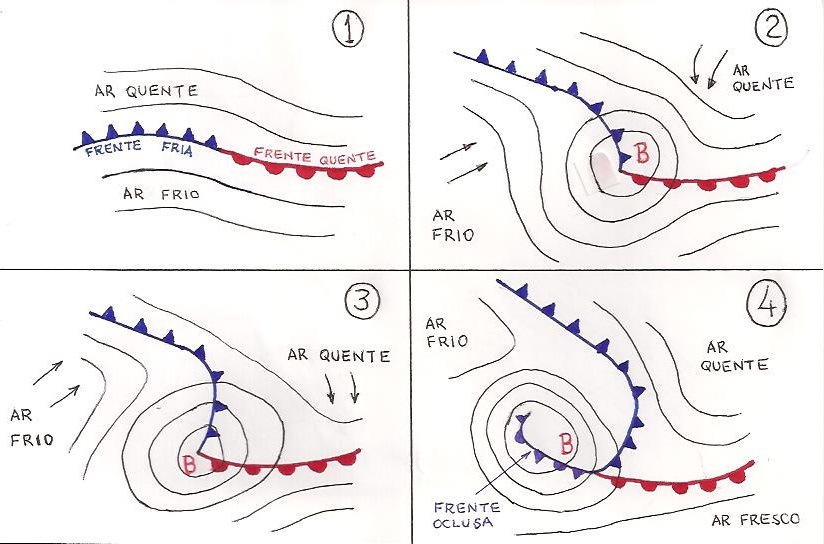 1
AR QUENTE
FRENTE FRIA
FRENTE QUENTE
AR FRIO
2
AR
QUENTE
B
AR
FRIO
3
AR QUENTE
AR
FRIO
B
4
AR
FRIO
AR
QUENTE
B
FRENTE
OCLUSA
AR FRESCO